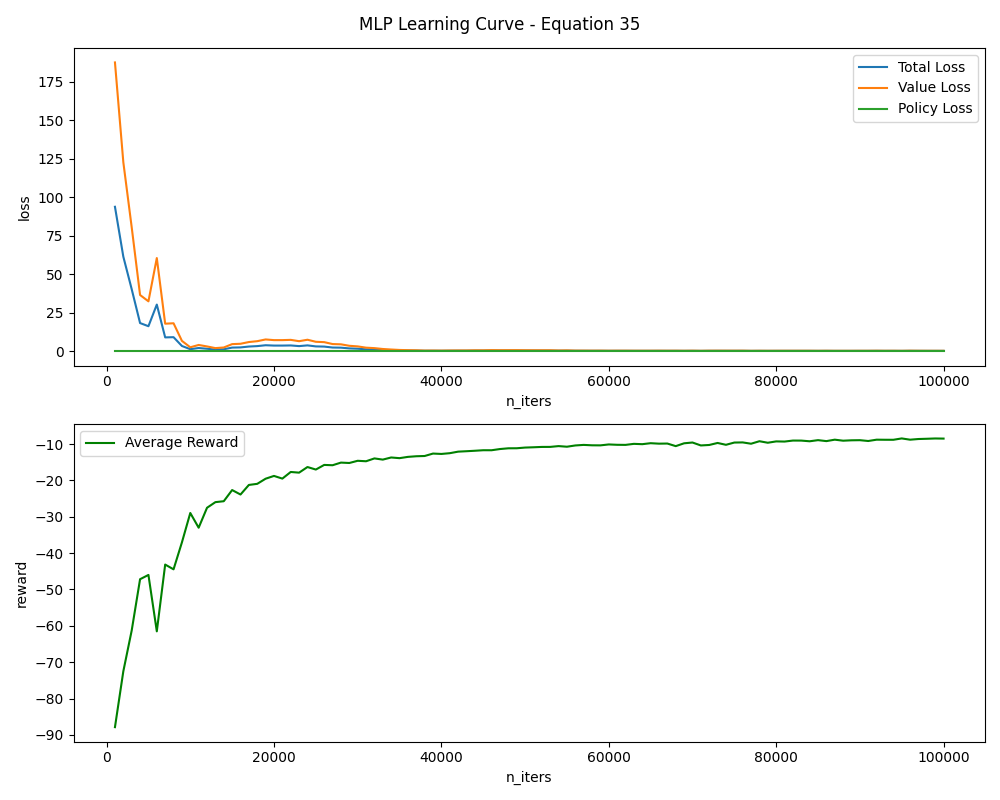 MLP Learning Curve - Equation 35
Total Loss
Value Loss
Policy Loss
175
150
125
100
75
50
25
0
loss
0 20000 40000 60000 80000 100000
n_iters
Average Reward
−10
−20
−30
−40
−50
−60
−70
−80
−90
reward
0 20000 40000 60000 80000 100000
n_iters